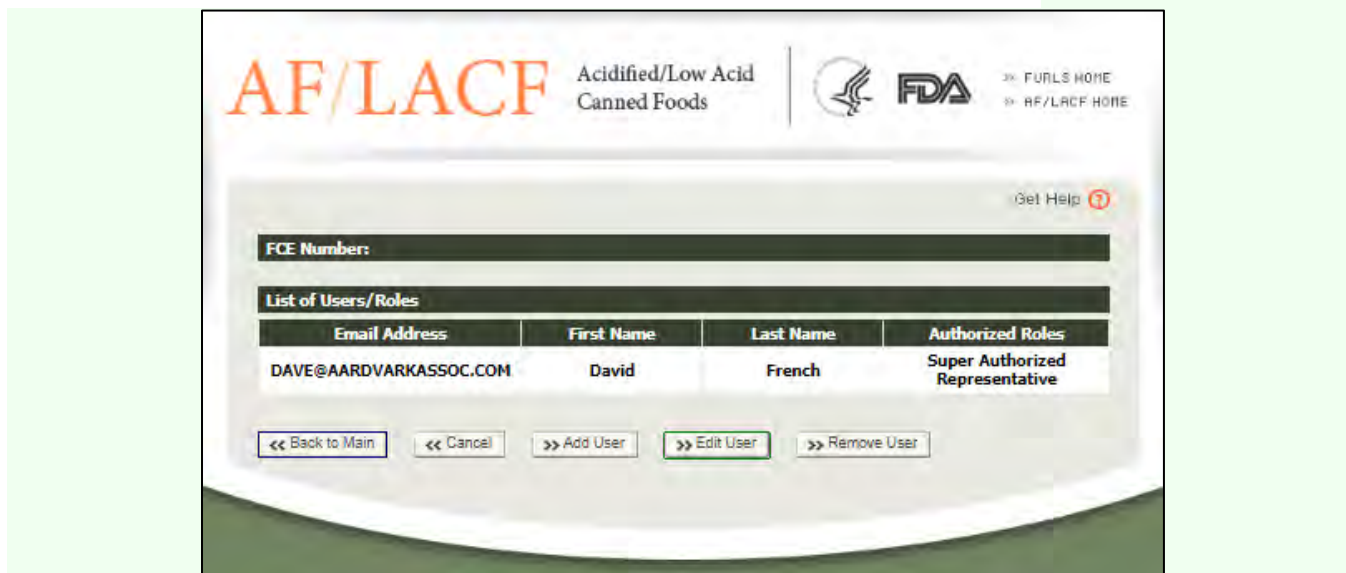 AF/LACF
Acidified/Low Acid
Canned Foods
FDA
>> FURLS HOME
>> AF/LACF HOME
Get Help ?
FCE Number:
List of Users/Roles
Email Address First Name Last Name Authorized Roles
DAVE@AARDVARKASSOC.COM David French Super Authorized
Representative
<< Back to Main << Cancel >> Add User >> Edit User >> Remove User